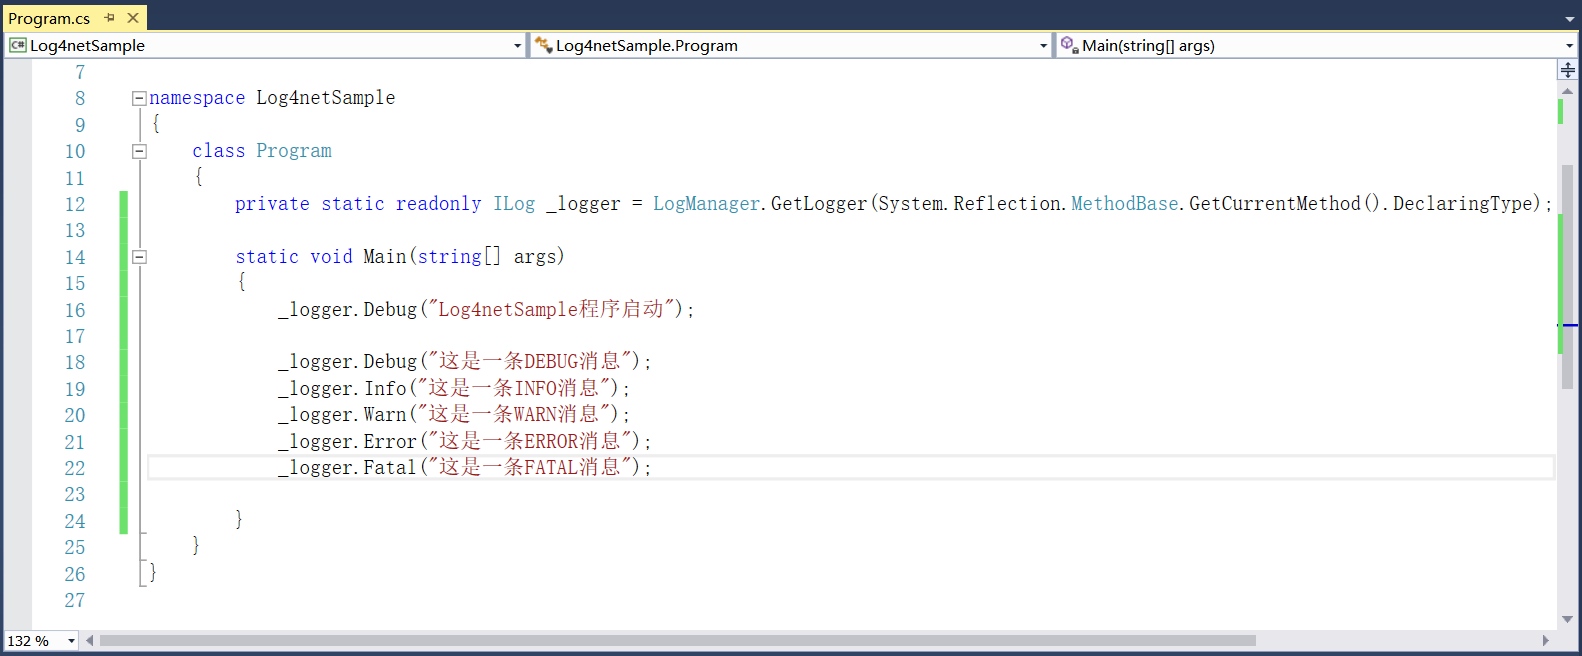 Program.cs
Log4netSample Log4netSample.Program Main(string[] args)
7
8 namespace Log4netSample
9 {
10 class Program
11 {
12 private static readonly ILog _logger = LogManager.GetLogger(System.Reflection.MethodBase.GetCurrentMethod().DeclaringType);
13
14 static void Main(string[] args)
15 {
16 _logger.Debug("Log4netSample程序启动");
17
18 _logger.Debug("这是一条DEBUG消息");
19 _logger.Info("这是一条INFO消息");
20 _logger.Warn("这是一条WARN消息");
21 _logger.Error("这是一条ERROR消息");
22 _logger.Fatal("这是一条FATAL消息");
23
24 }
25 }
26 }
27
132 %